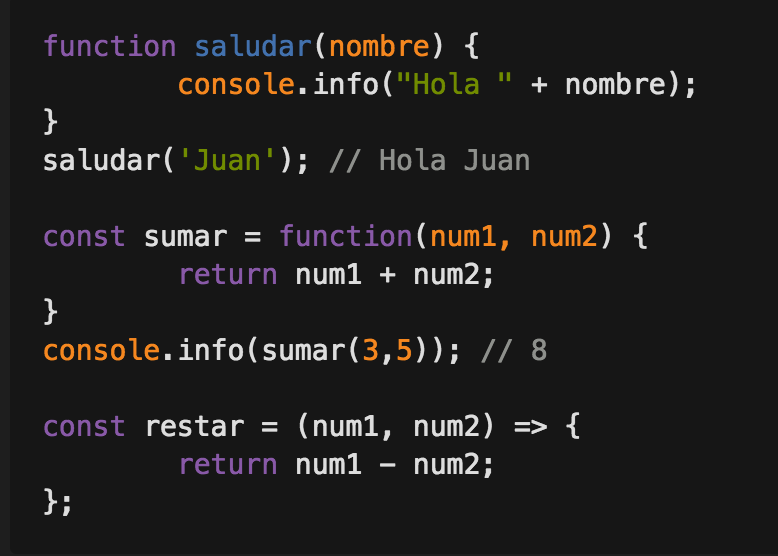 function saludar(nombre) {
        console.info("Hola " + nombre);
}
saludar('Juan'); // Hola Juan

const sumar = function(num1, num2) {
        return num1 + num2;
}
console.info(sumar(3,5)); // 8

const restar = (num1, num2) => {
        return num1 - num2;
};